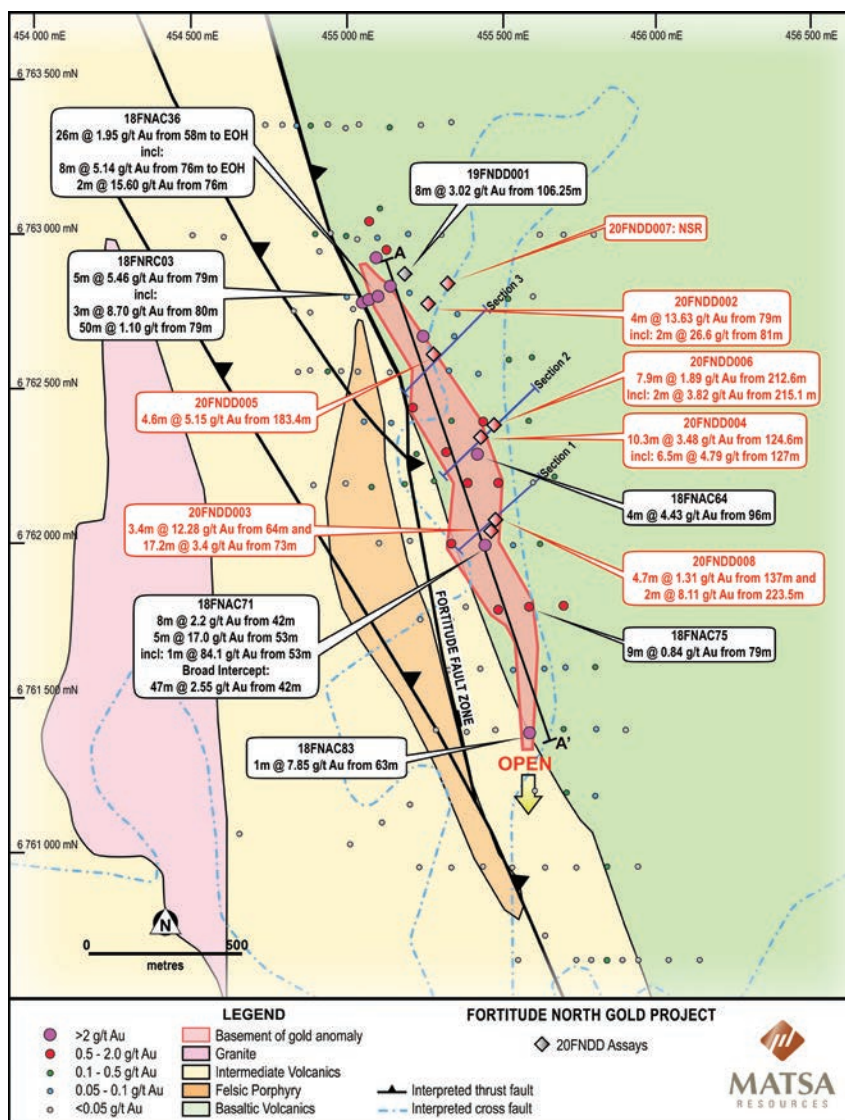 454 000 mE
454 500 mE
455 000 mE
455 500 mE
456 000 mE
456 500 mE
6 763 500 mN
6 763 000 mN
6 762 500 mN
6 762 000 mN
6 761 500 mN
6 761 000 mN
18FNAC36
26m @ 1.95 g/t Au from 58m to EOH
incl:
8m @ 5.14 g/t Au from 76m to EOH
2m @ 15.60 g/t Au from 76m
19FNDD001
8m @ 3.02 g/t Au from 106.25m
20FNDD007: NSR
18FNRC03
5m @ 5.46 g/t Au from 79m
incl:
3m @ 8.70 g/t Au from 80m
50m @ 1.10 g/t from 79m
20FNDD002
4m @ 13.63 g/t Au from 79m
incl: 2m @ 26.6 g/t from 81m
20FNDD006
7.9m @ 1.89 g/t Au from 212.6m
Incl: 2m @ 3.82 g/t Au from 215.1 m
20FNDD005
4.6m @ 5.15 g/t Au from 183.4m
20FNDD004
10.3m @ 3.48 g/t Au from 124.6m
incl: 6.5m @ 4.79 g/t Au from 127m
18FNAC64
4m @ 4.43 g/t Au from 96m
20FNDD003
3.4m @ 12.28 g/t Au from 64m and
17.2m @ 3.4 g/t Au from 73m
20FNDD008
4.7m @ 1.31 g/t Au from 137m and
2m @ 8.11 g/t Au from 223.5m
18FNAC71
8m @ 2.2 g/t Au from 42m
5m @ 17.0 g/t Au from 53m
incl: 1m @ 84.1 g/t Au from 53m
Broad Intercept:
47m @ 2.55 g/t Au from 42m
18FNAC75
9m @ 0.84 g/t Au from 79m
18FNAC83
1m @ 7.85 g/t Au from 63m
A
Section 3
Section 2
Section 1
FORTITUDE FAULT ZONE
A'
OPEN
N
0
500
metres
LEGEND
>2 g/t Au
0.5 - 2.0 g/t Au
0.1 - 0.5 g/t Au
0.05 - 0.1 g/t Au
<0.05 g/t Au
Basement of gold anomaly
Granite
Intermediate Volcanics
Felsic Porphyry
Basaltic Volcanics
FORTITUDE NORTH GOLD PROJECT
20FNDD Assays
Interpreted thrust fault
Interpreted cross fault
MATSA
RESOURCES